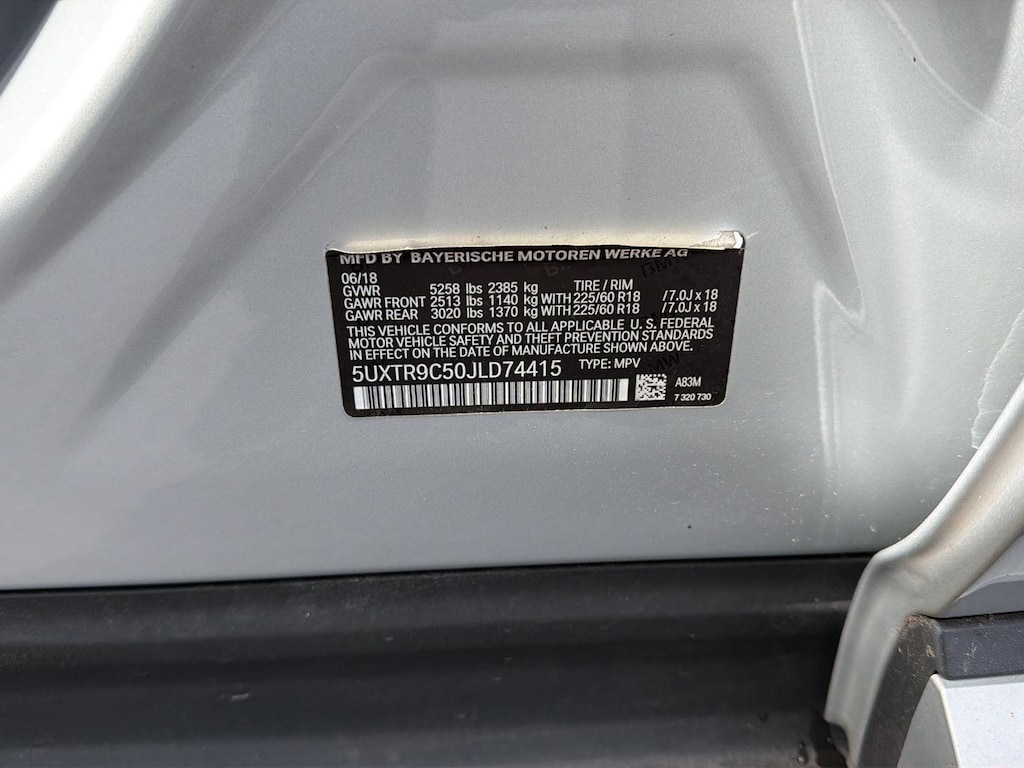 MFD BY BAYERISCHE MOTOREN WERKE AG
06/18
GVWR 5258 lbs 2385 kg TIRE / RIM
GAWR FRONT 2513 lbs 1140 kg WITH 225/60 R18 /7.0J x 18
GAWR REAR 3020 lbs 1370 kg WITH 225/60 R18 /7.0J x 18
THIS VEHICLE CONFORMS TO ALL APPLICABLE U. S. FEDERAL
MOTOR VEHICLE SAFETY AND THEFT PREVENTION STANDARDS
IN EFFECT ON THE DATE OF MANUFACTURE SHOWN ABOVE.
5UXTR9C50JLD74415 TYPE: MPV
A83M
7 320 730